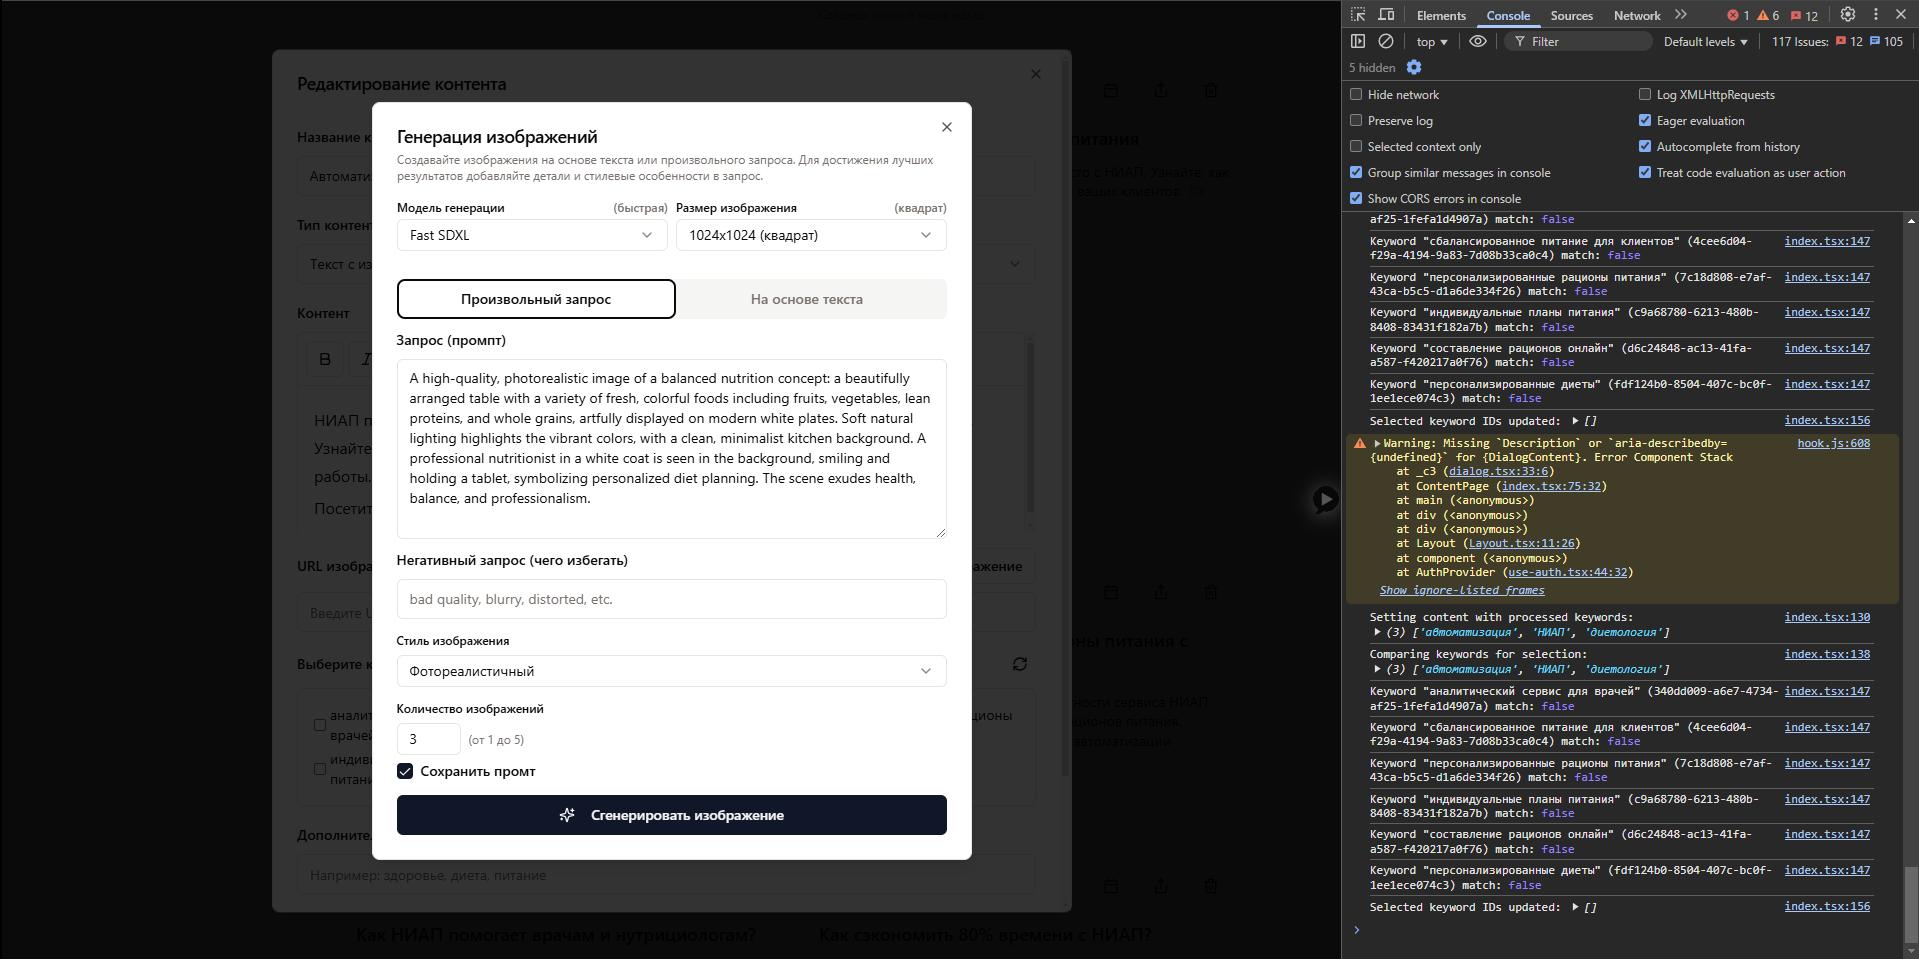 Редактирование контента
Название к
Автомати
Тип контент
Текст с из
Контент
B I
НИАП п
Узнайте
работы.
Посетит
URL изобра
ажение
Введите U
Выберите к
аналит
врачей
индиви
питани
ционы
Дополнител
Например: здоровье, диета, питание
питания
то с НИАП. Узнайте, как
ваших клиентов.
ны питания с
ности сервиса НИАП
ционов питания,
автоматизации
Как НИАП помогает врачам и нутрициологам?
Как сэкономить 80% времени с НИАП?
Генерация изображений
Создавайте изображения на основе текста или произвольного запроса. Для достижения лучших
результатов добавляйте детали и стилевые особенности в запрос.
Модель генерации (быстрая) Размер изображения (квадрат)
Fast SDXL 1024x1024 (квадрат)
Произвольный запрос На основе текста
Запрос (промпт)
A high-quality, photorealistic image of a balanced nutrition concept: a beautifully
arranged table with a variety of fresh, colorful foods including fruits, vegetables, lean
proteins, and whole grains, artfully displayed on modern white plates. Soft natural
lighting highlights the vibrant colors, with a clean, minimalist kitchen background. A
professional nutritionist in a white coat is seen in the background, smiling and
holding a tablet, symbolizing personalized diet planning. The scene exudes health,
balance, and professionalism.
Негативный запрос (чего избегать)
bad quality, blurry, distorted, etc.
Стиль изображения
Фотореалистичный
Количество изображений
3 (от 1 до 5)
Сохранить промт
Сгенерировать изображение
Elements Console Sources Network 1 6 12
top Filter Default levels 117 Issues: 12 105
5 hidden
Hide network Log XMLHttpRequests
Preserve log Eager evaluation
Selected context only Autocomplete from history
Group similar messages in console Treat code evaluation as user action
Show CORS errors in console
af25-1fefa1d4907a) match: false
Keyword "сбалансированное питание для клиентов" (4cee6d04- index.tsx:147
f29a-4194-9a83-7d08b33ca0c4) match: false
Keyword "персонализированные рационы питания" (7c18d808-e7af- index.tsx:147
43ca-b5c5-d1a6de334f26) match: false
Keyword "индивидуальные планы питания" (c9a68780-6213-480b- index.tsx:147
8408-83431f182a7b) match: false
Keyword "составление рационов онлайн" (d6c24848-ac13-41fa- index.tsx:147
a587-f420217a0f76) match: false
Keyword "персонализированные диеты" (fdf124b0-8504-407c-bc0f- index.tsx:147
1ee1ece074c3) match: false
Selected keyword IDs updated: ▶ [] index.tsx:156
▶Warning: Missing `Description` or `aria-describedby= hook.js:608
{undefined}` for {DialogContent}. Error Component Stack
at _c3 (dialog.tsx:33:6)
at ContentPage (index.tsx:75:32)
at main (<anonymous>)
at div (<anonymous>)
at div (<anonymous>)
at Layout (Layout.tsx:11:26)
at component (<anonymous>)
at AuthProvider (use-auth.tsx:44:32)
Show ignore-listed frames
Setting content with processed keywords: index.tsx:130
▶ (3) ['автоматизация', 'НИАП', 'диетология']
Comparing keywords for selection: index.tsx:138
▶ (3) ['автоматизация', 'НИАП', 'диетология']
Keyword "аналитический сервис для врачей" (340dd009-a6e7-4734- index.tsx:147
af25-1fefa1d4907a) match: false
Keyword "сбалансированное питание для клиентов" (4cee6d04- index.tsx:147
f29a-4194-9a83-7d08b33ca0c4) match: false
Keyword "персонализированные рационы питания" (7c18d808-e7af- index.tsx:147
43ca-b5c5-d1a6de334f26) match: false
Keyword "индивидуальные планы питания" (c9a68780-6213-480b- index.tsx:147
8408-83431f182a7b) match: false
Keyword "составление рационов онлайн" (d6c24848-ac13-41fa- index.tsx:147
a587-f420217a0f76) match: false
Keyword "персонализированные диеты" (fdf124b0-8504-407c-bc0f- index.tsx:147
1ee1ece074c3) match: false
Selected keyword IDs updated: ▶ [] index.tsx:156